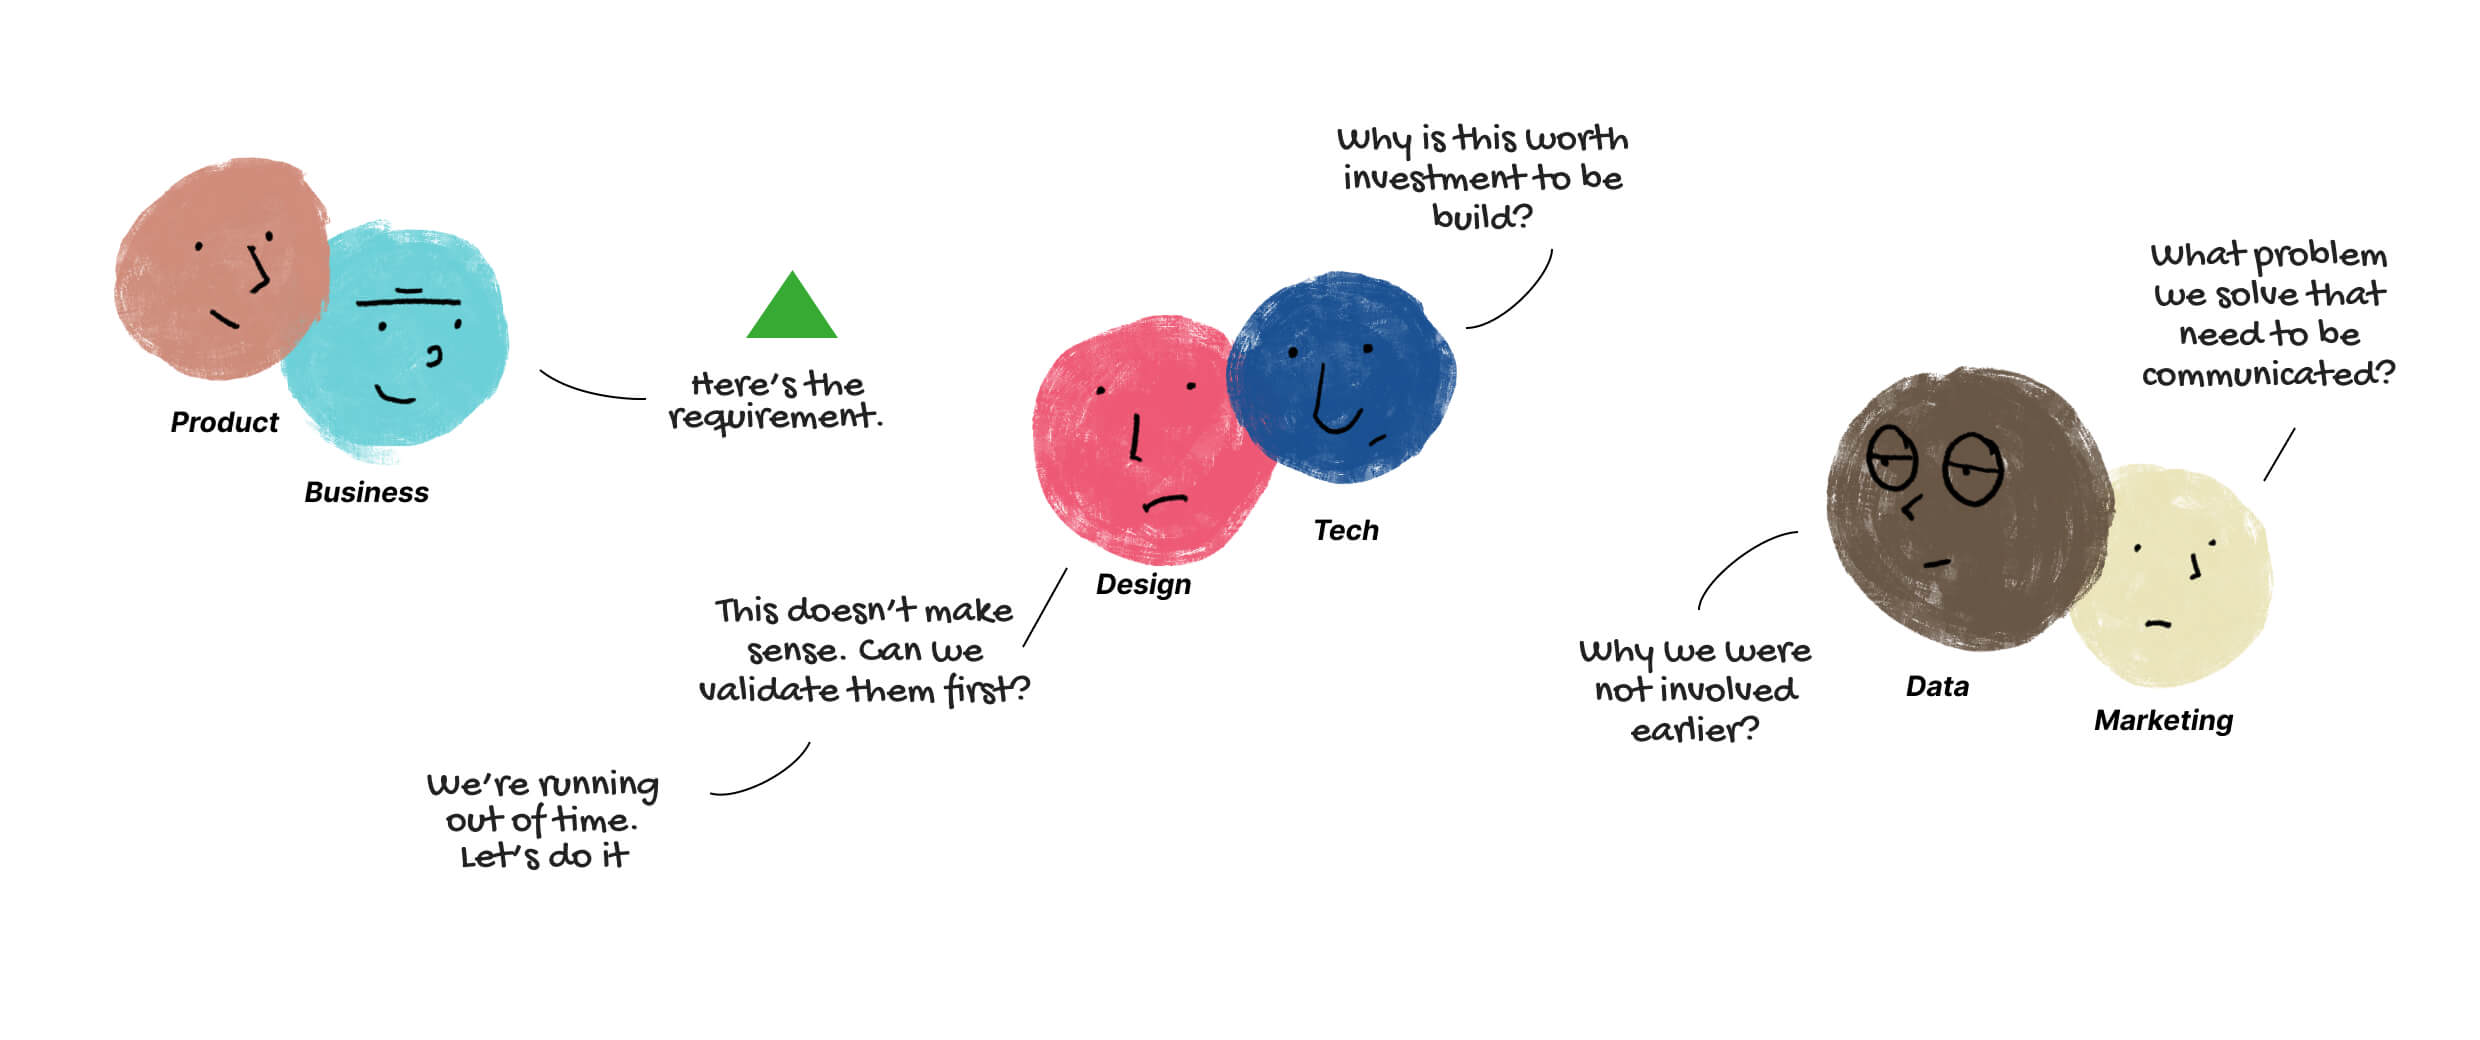 Product
Business
Here's the
requirement.
This doesn't make
sense. Can we
validate them first?
We're running
out of time.
Let's do it
Design
Tech
Why is this worth
investment to be
build?
Why we were
not involved
earlier?
Data
Marketing
What problem
we solve that
need to be
communicated?